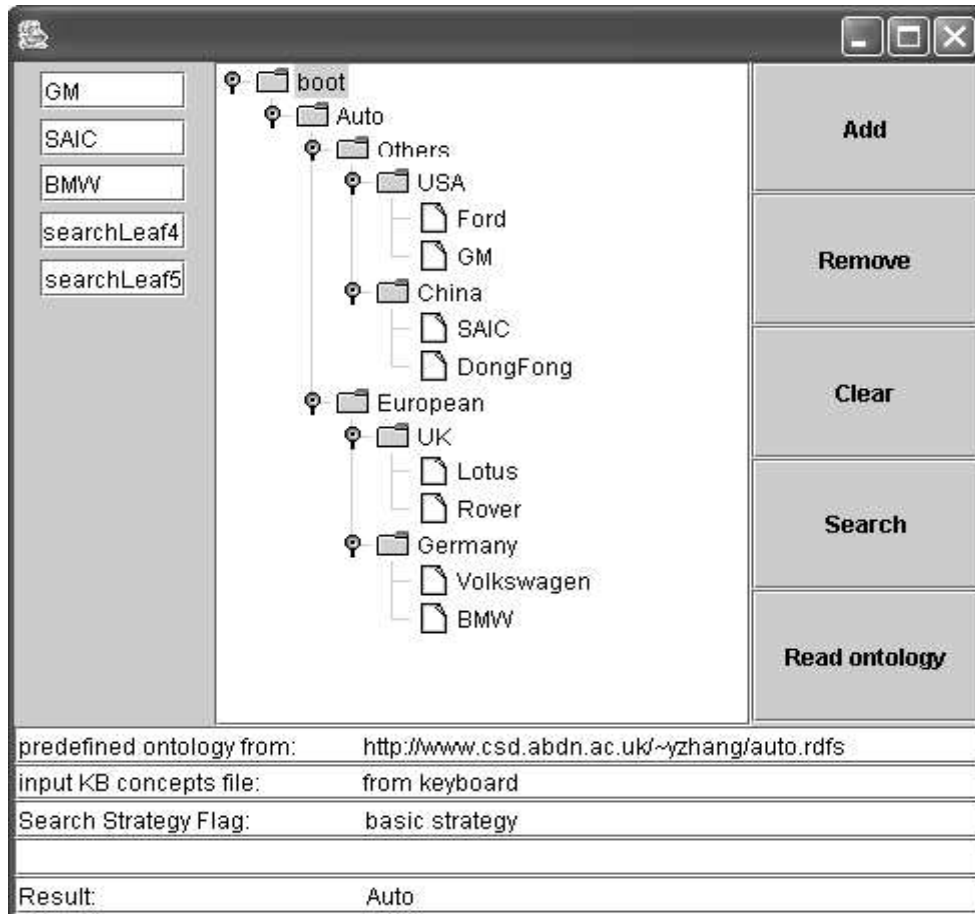 GM
SAIC
BMW
searchLeaf4
searchLeaf5
boot
Auto
Others
USA
Ford
GM
China
SAIC
DongFong
European
UK
Lotus
Rover
Germany
Volkswagen
BMW
Add
Remove
Clear
Search
Read ontology
predefined ontology from: http://www.csd.abdn.ac.uk/~yzhang/auto.rdfs
input KB concepts file: from keyboard
Search Strategy Flag: basic strategy
Result: Auto